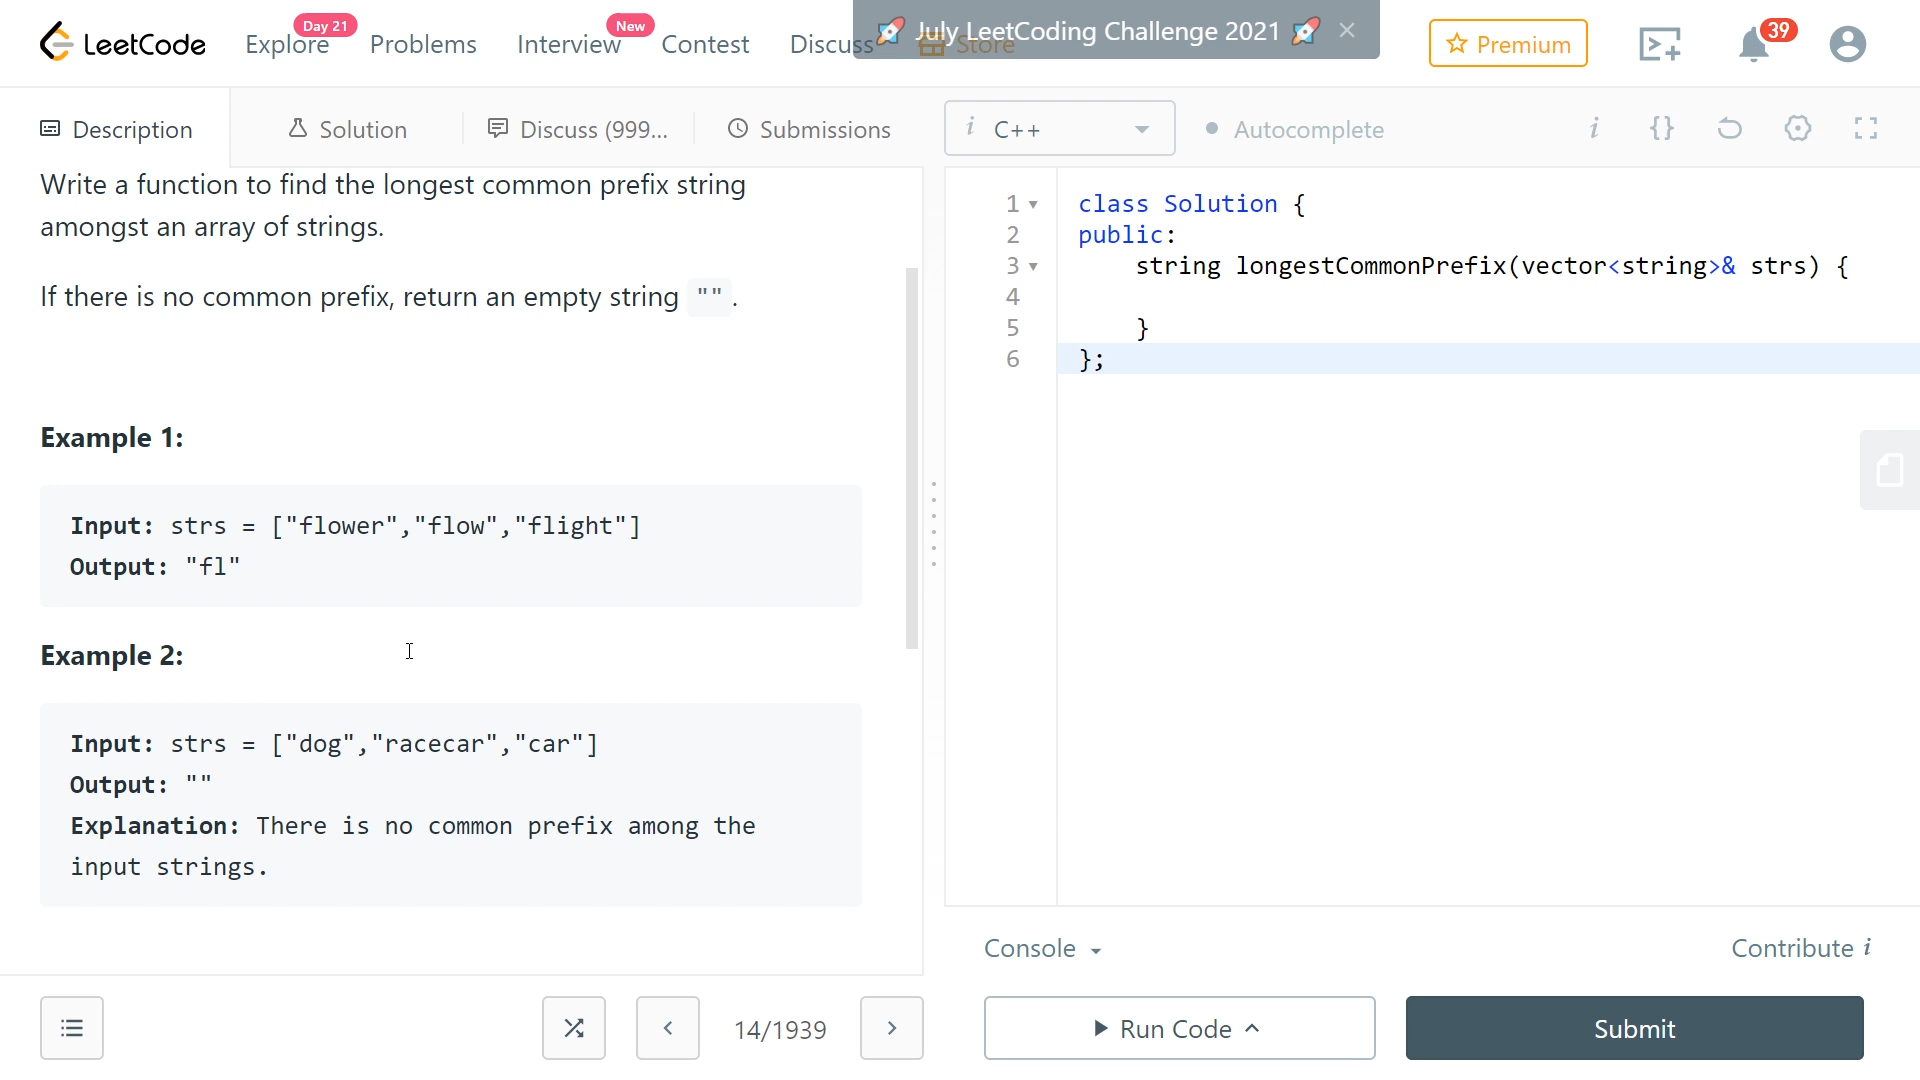 LeetCode
Explore
Day 21
Problems
Interview
New
Contest
Discuss
Store
🚀 July LeetCoding Challenge 2021 🚀 ×
Premium
39
Description
Solution
Discuss (999...
Submissions
i C++
Autocomplete
i {}
Write a function to find the longest common prefix string
amongst an array of strings.
If there is no common prefix, return an empty string "".
Example 1:
Input: strs = ["flower","flow","flight"]
Output: "fl"
Example 2:
Input: strs = ["dog","racecar","car"]
Output: ""
Explanation: There is no common prefix among the
input strings.
14/1939
1 class Solution {
2 public:
3 string longestCommonPrefix(vector<string>& strs) {
4
5 }
6 };
Console
Contribute i
Run Code
Submit